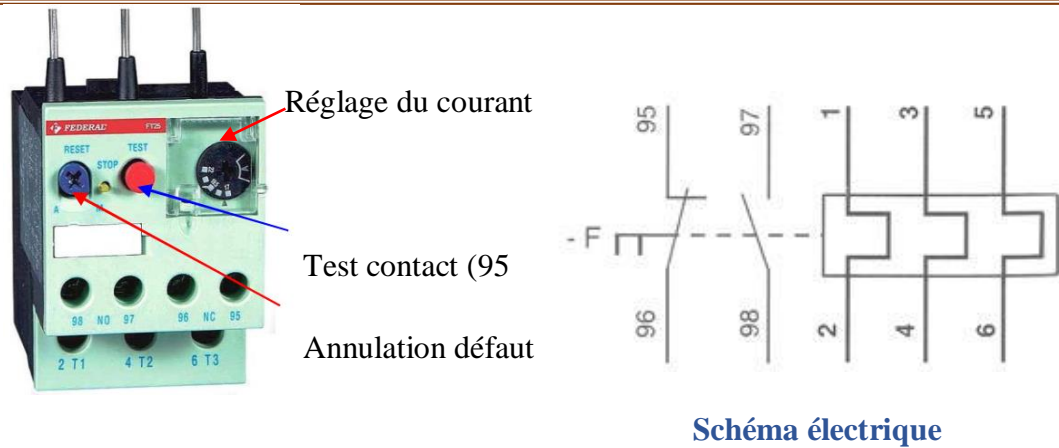 Réglage du courant
FEDERAL FT25
RESET TEST
STOP
A M
Test contact (95
Annulation défaut
98 NO 97 96 NC 95
2 T1 4 T2 6 T3
95 97 1 3 5
- F
96 98 2 4 6
Schéma électrique